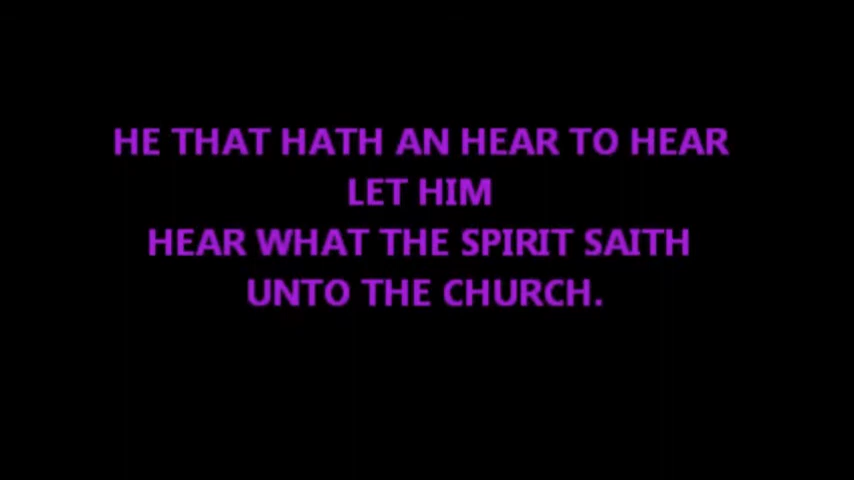 HE THAT HATH AN HEAR TO HEAR
LET HIM
HEAR WHAT THE SPIRIT SAITH
UNTO THE CHURCH.